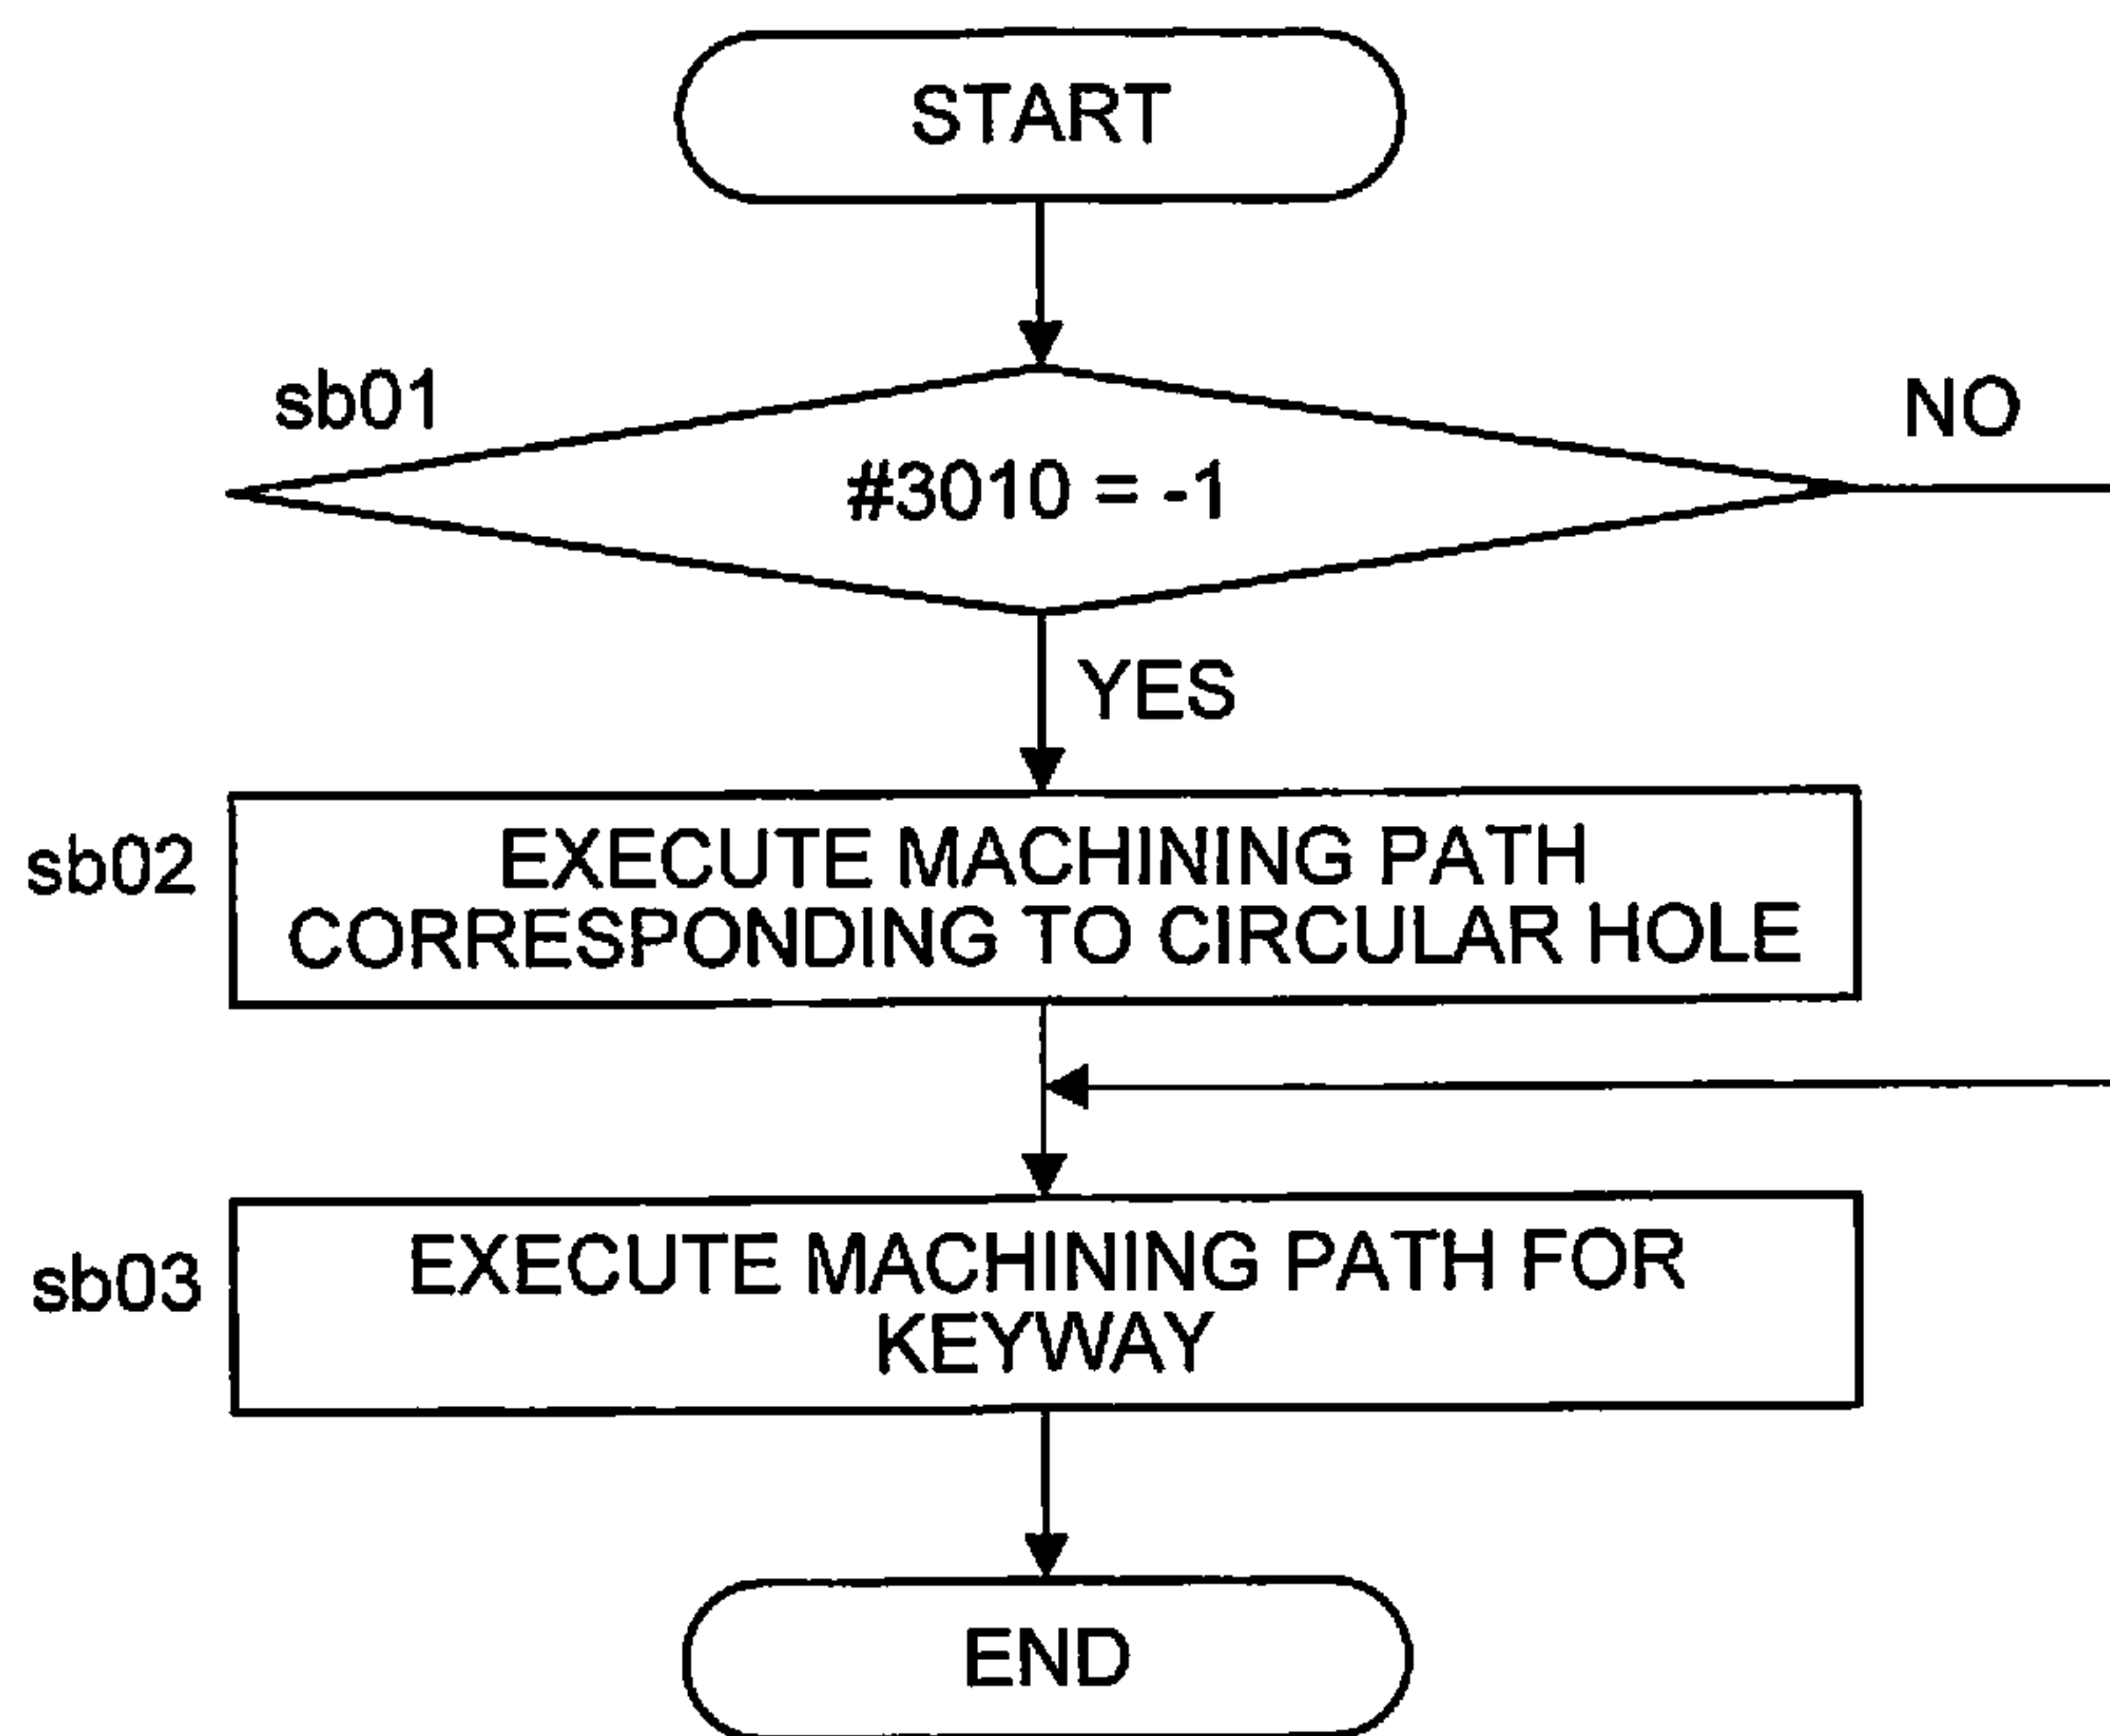 START
sb01
NO
#3010 = -1
YES
sb02
EXECUTE MACHINING PATH
CORRESPONDING TO CIRCULAR HOLE
sb03
EXECUTE MACHINING PATH FOR
KEYWAY
END